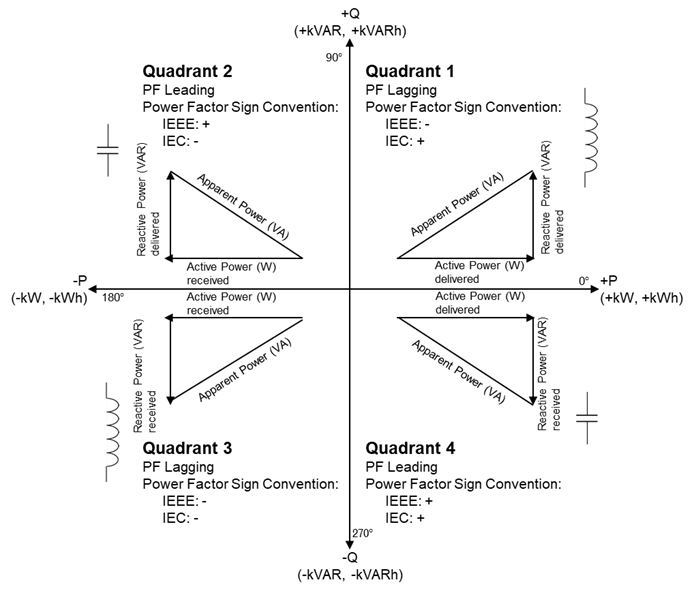 +Q
(+kVAR, +kVARh)
90°
Quadrant 2
PF Leading
Power Factor Sign Convention:
IEEE: +
IEC: -
Quadrant 1
PF Lagging
Power Factor Sign Convention:
IEEE: -
IEC: +
Reactive Power (VAR)
delivered
Apparent Power (VA)
Active Power (W)
received
Apparent Power (VA)
Reactive Power (VAR)
delivered
Active Power (W)
delivered
-P
(-kW, -kWh)
180°
0°
+P
(+kW, +kWh)
Active Power (W)
received
Reactive Power (VAR)
received
Apparent Power (VA)
Active Power (W)
delivered
Apparent Power (VA)
Reactive Power (VAR)
received
Quadrant 3
PF Lagging
Power Factor Sign Convention:
IEEE: -
IEC: -
Quadrant 4
PF Leading
Power Factor Sign Convention:
IEEE: +
IEC: +
270°
-Q
(-kVAR, -kVARh)